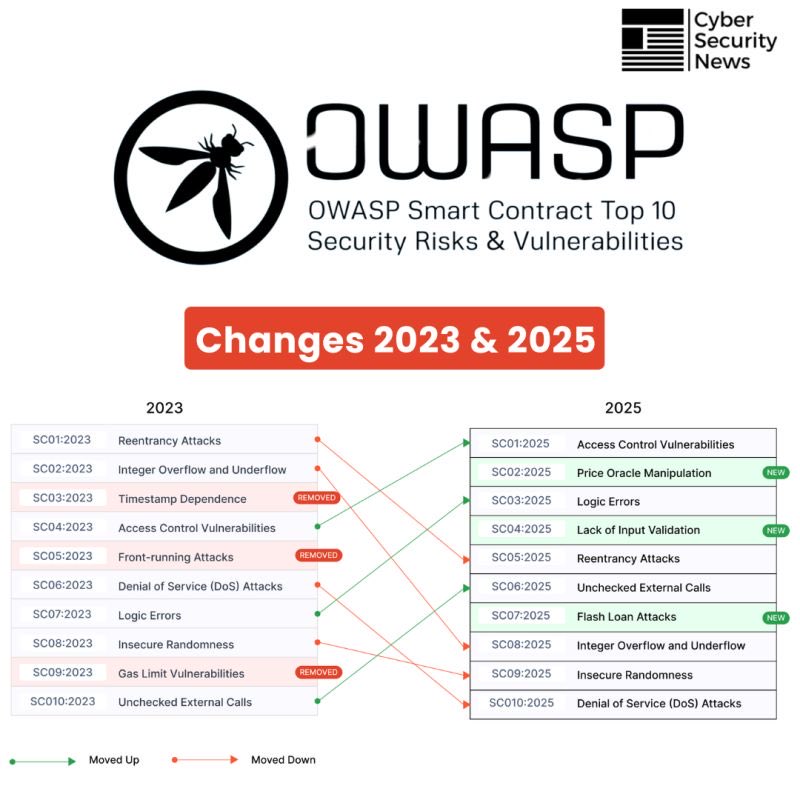 Cyber
Security
News
OWASP
OWASP Smart Contract Top 10
Security Risks & Vulnerabilities
Changes 2023 & 2025
2023
SC01:2023 Reentrancy Attacks
SC02:2023 Integer Overflow and Underflow
SC03:2023 Timestamp Dependence REMOVED
SC04:2023 Access Control Vulnerabilities
SC05:2023 Front-running Attacks REMOVED
SC06:2023 Denial of Service (DoS) Attacks
SC07:2023 Logic Errors
SC08:2023 Insecure Randomness
SC09:2023 Gas Limit Vulnerabilities REMOVED
SC010:2023 Unchecked External Calls
2025
SC01:2025 Access Control Vulnerabilities
SC02:2025 Price Oracle Manipulation NEW
SC03:2025 Logic Errors
SC04:2025 Lack of Input Validation NEW
SC05:2025 Reentrancy Attacks
SC06:2025 Unchecked External Calls
SC07:2025 Flash Loan Attacks NEW
SC08:2025 Integer Overflow and Underflow
SC09:2025 Insecure Randomness
SC010:2025 Denial of Service (DoS) Attacks
Moved Up Moved Down